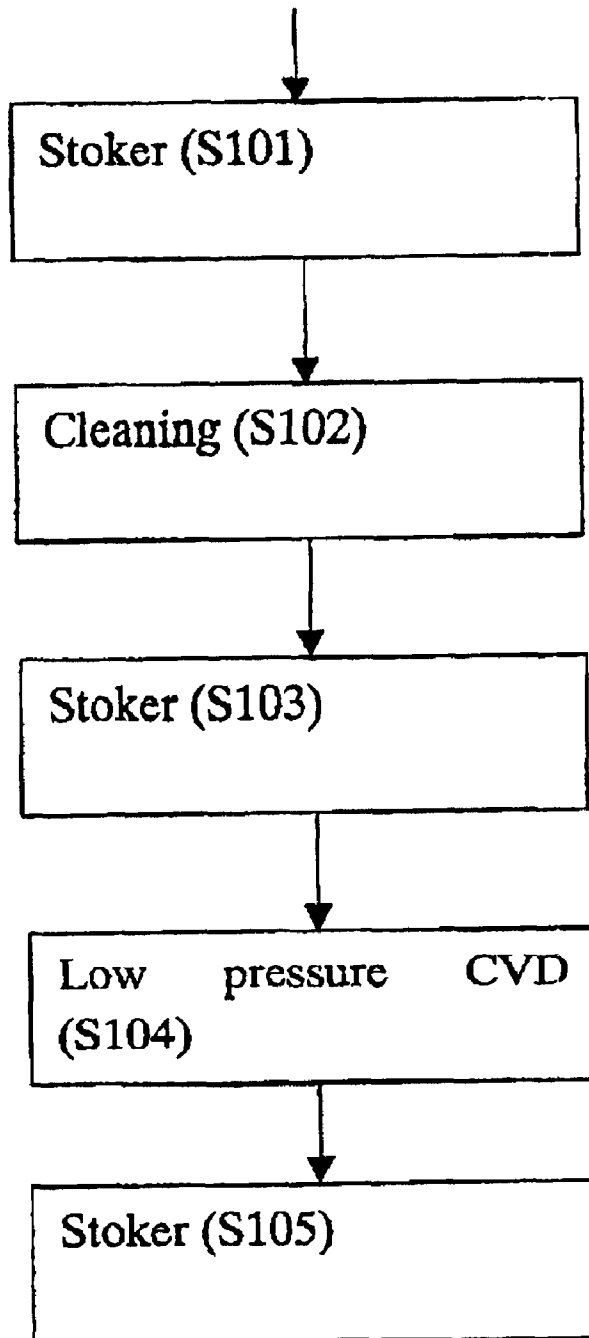 Stoker (S101)
Cleaning (S102)
Stoker (S103)
Low pressure CVD
(S104)
Stoker (S105)